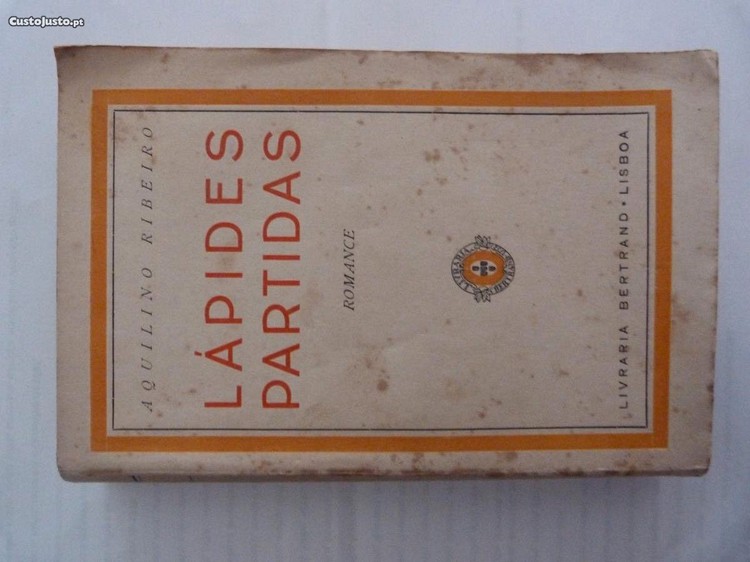 CustoJusto.pt
AQUILINO RIBEIRO
LÁPIDES
PARTIDAS
ROMANCE
LIVRARIA BERTRAND • LISBOA